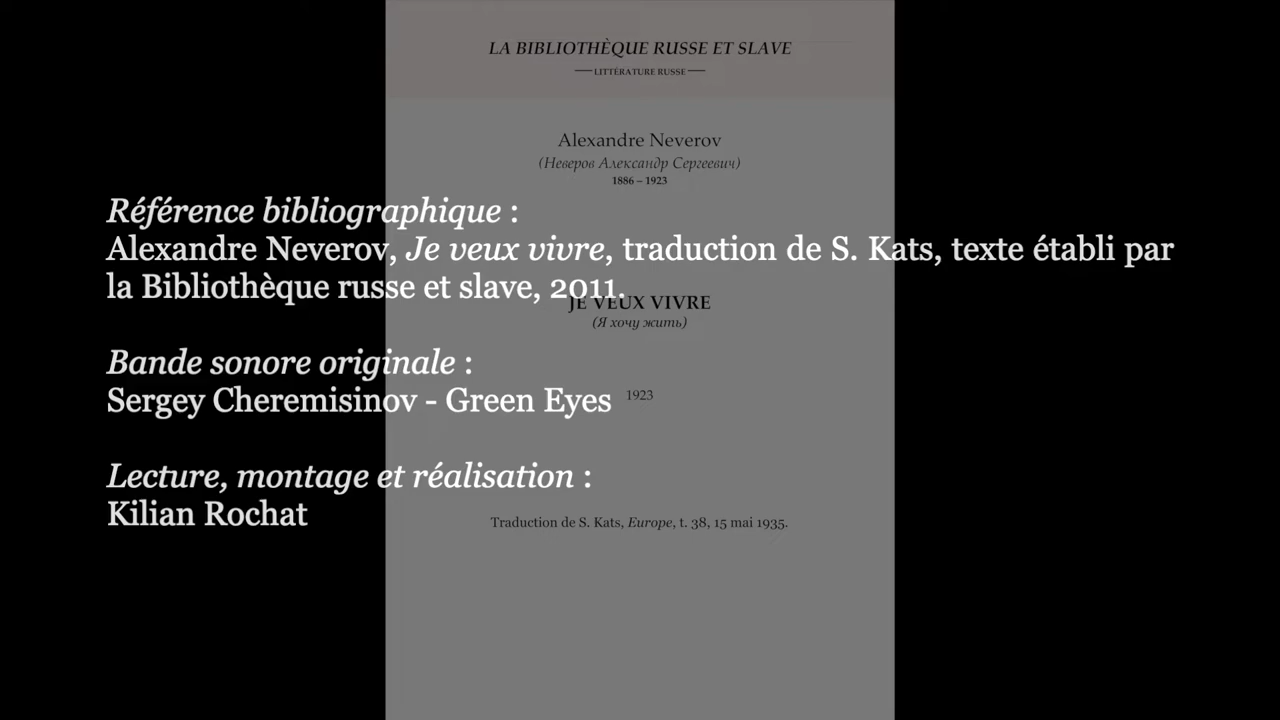 LA BIBLIOTHÈQUE RUSSE ET SLAVE
— LITTÉRATURE RUSSE —
Alexandre Neverov
(Неверов Александр Сергеевич)
1886 – 1923
Référence bibliographique :
Alexandre Neverov, Je veux vivre, traduction de S. Kats, texte établi par
la Bibliothèque russe et slave, 2011.
JE VEUX VIVRE
(Я хочу жить)
Bande sonore originale :
Sergey Cheremisinov - Green Eyes
1923
Lecture, montage et réalisation :
Kilian Rochat
Traduction de S. Kats, Europe, t. 38, 15 mai 1935.